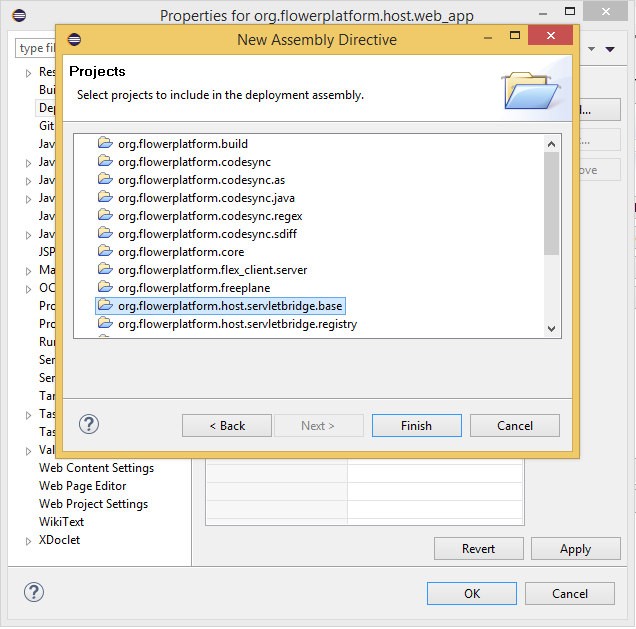 Properties for org.flowerplatform.host.web_app
New Assembly Directive
Projects
Select projects to include in the deployment assembly.
org.flowerplatform.build
org.flowerplatform.codesync
org.flowerplatform.codesync.as
org.flowerplatform.codesync.java
org.flowerplatform.codesync.regex
org.flowerplatform.codesync.sdiff
org.flowerplatform.core
org.flowerplatform.flex_client.server
org.flowerplatform.freeplane
org.flowerplatform.host.servletbridge.base
org.flowerplatform.host.servletbridge.registry
< Back
Next >
Finish
Cancel
type fil
Res
Bui
Dep
Git
Jav
Jav
Jav
Jav
Jav
JSP
Ma
OC
Pro
Pro
Run
Ser
Ser
Tar
Tas
Tas
Val
Web Content Settings
Web Page Editor
Web Project Settings
WikiText
XDoclet
...
...
ove
Revert
Apply
OK
Cancel